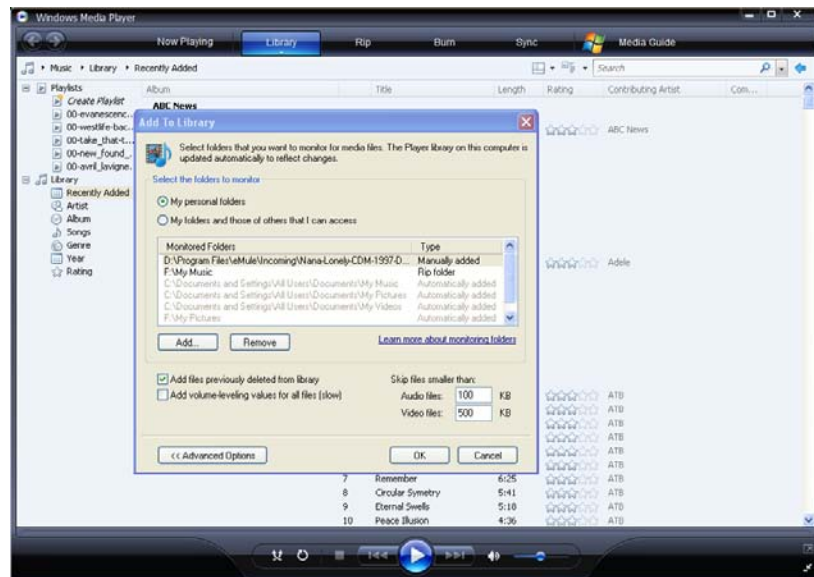 Windows Media Player
Now Playing Library Rip Burn Sync Media Guide
Music Library Recently Added Search
Playlists Album Title Length Rating Contributing Artist Com...
Create Playlist ABC News
00-evanescenc...
00-westlife-bac...
00-take_that-t...
00-new_found_...
00-avril_lavigne.
Library
Recently Added
Artist
Album
Songs
Genre
Year
Rating
Add To Library
Select folders that you want to monitor for media files. The Player library on this computer is
updated automatically to reflect changes.
Select the folders to monitor
My personal folders
My folders and those of others that I can access
Monitored Folders Type
D:\Program Files\eMule\Incoming\Nana-Lonely-CDM-1997-D... Manually added
F:\My Music Rip folder
C:\Documents and Settings\All Users\Documents\My Music Automatically added
C:\Documents and Settings\All Users\Documents\My Pictures Automatically added
C:\Documents and Settings\All Users\Documents\My Videos Automatically added
F:\My Pictures Automatically added
Add... Remove Learn more about monitoring folders
Add files previously deleted from library Skip files smaller than:
Add volume-leveling values for all files (slow) Audio files: 100 KB
Video files: 500 KB
<< Advanced Options OK Cancel
ABC News
Adele
ATB
ATB
ATB
ATB
ATB
ATB
7 Remember 6:25 ATB
8 Circular Symetry 5:41 ATB
9 Eternal Swells 5:10 ATB
10 Peace Illusion 4:36 ATB